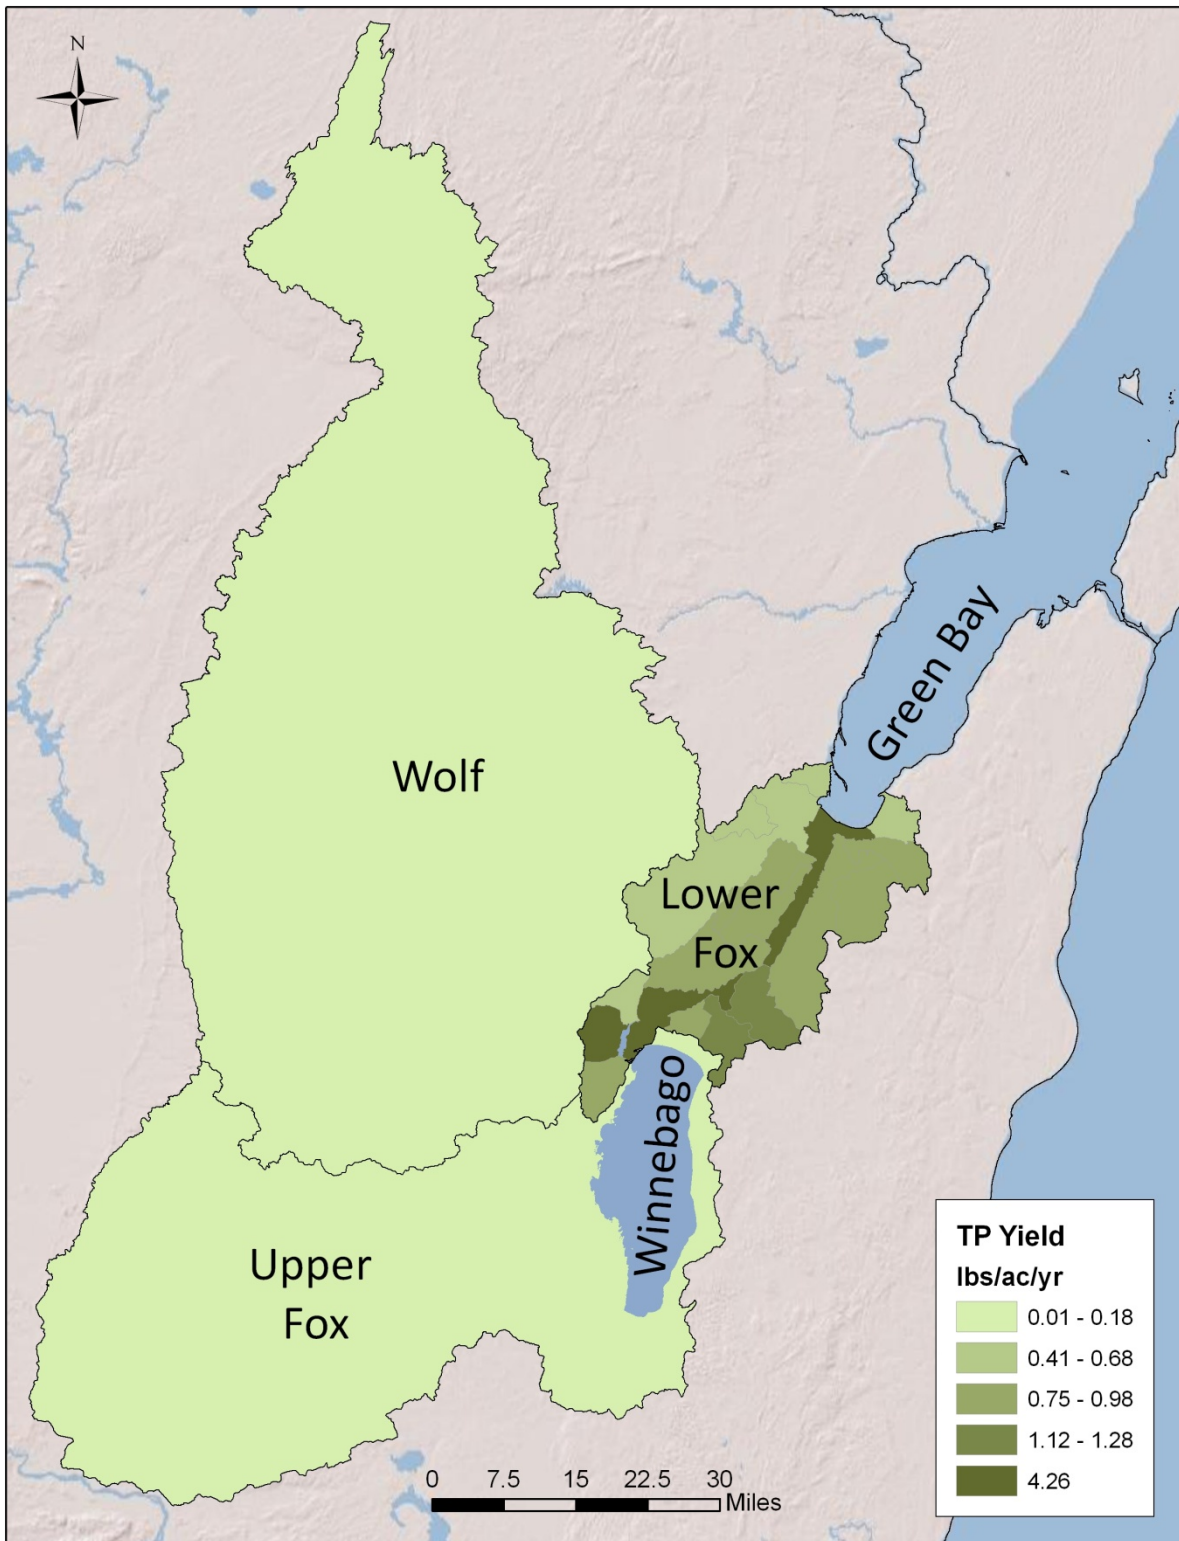 N
Green Bay
Wolf
Lower
Fox
Winnebago
Upper
Fox
TP Yield
lbs/ac/yr
0.01 - 0.18
0.41 - 0.68
0.75 - 0.98
1.12 - 1.28
4.26
0 7.5 15 22.5 30
Miles